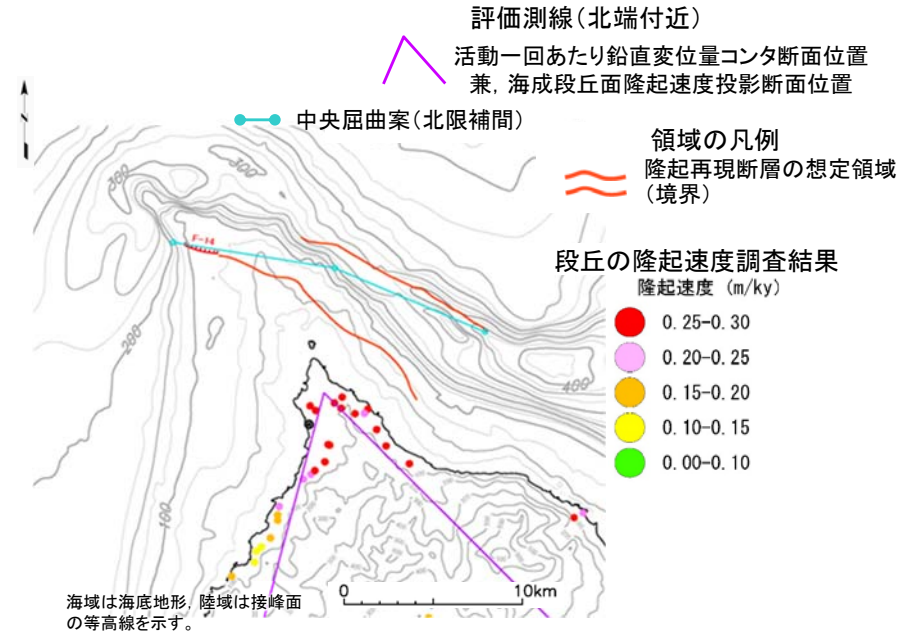 評価測線(北端付近)
活動一回あたり鉛直変位量コンタ断面位置
兼,海成段丘面隆起速度投影断面位置
中央屈曲案(北限補間)
領域の凡例
隆起再現断層の想定領域
(境界)
300
300
F-14
段丘の隆起速度調査結果
隆起速度 (m/ky)
0.25-0.30
0.20-0.25
0.15-0.20
0.10-0.15
0.00-0.10
200
400
100
0 10km
海域は海底地形,陸域は接峰面
の等高線を示す。